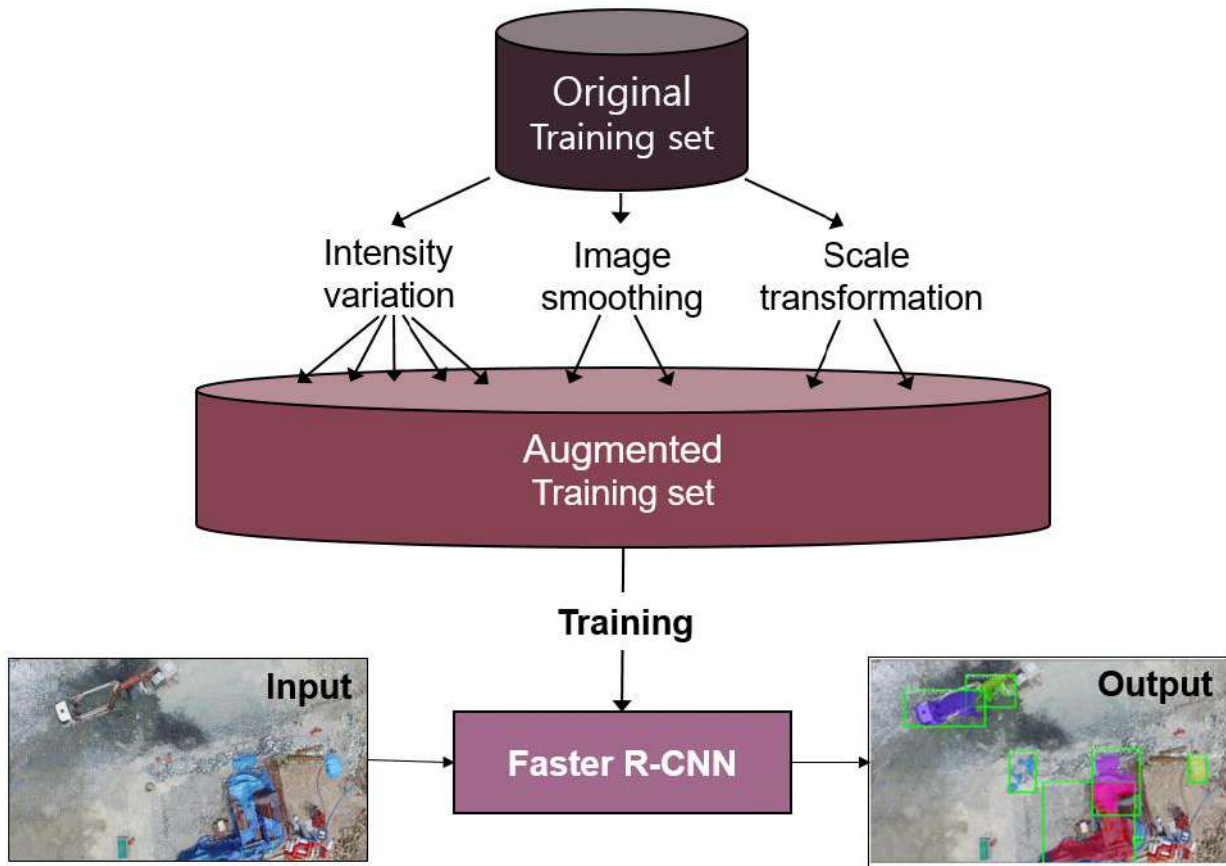 Original
Training set
Intensity
variation
Image
smoothing
Scale
transformation
Augmented
Training set
Training
Input
Faster R-CNN
Output